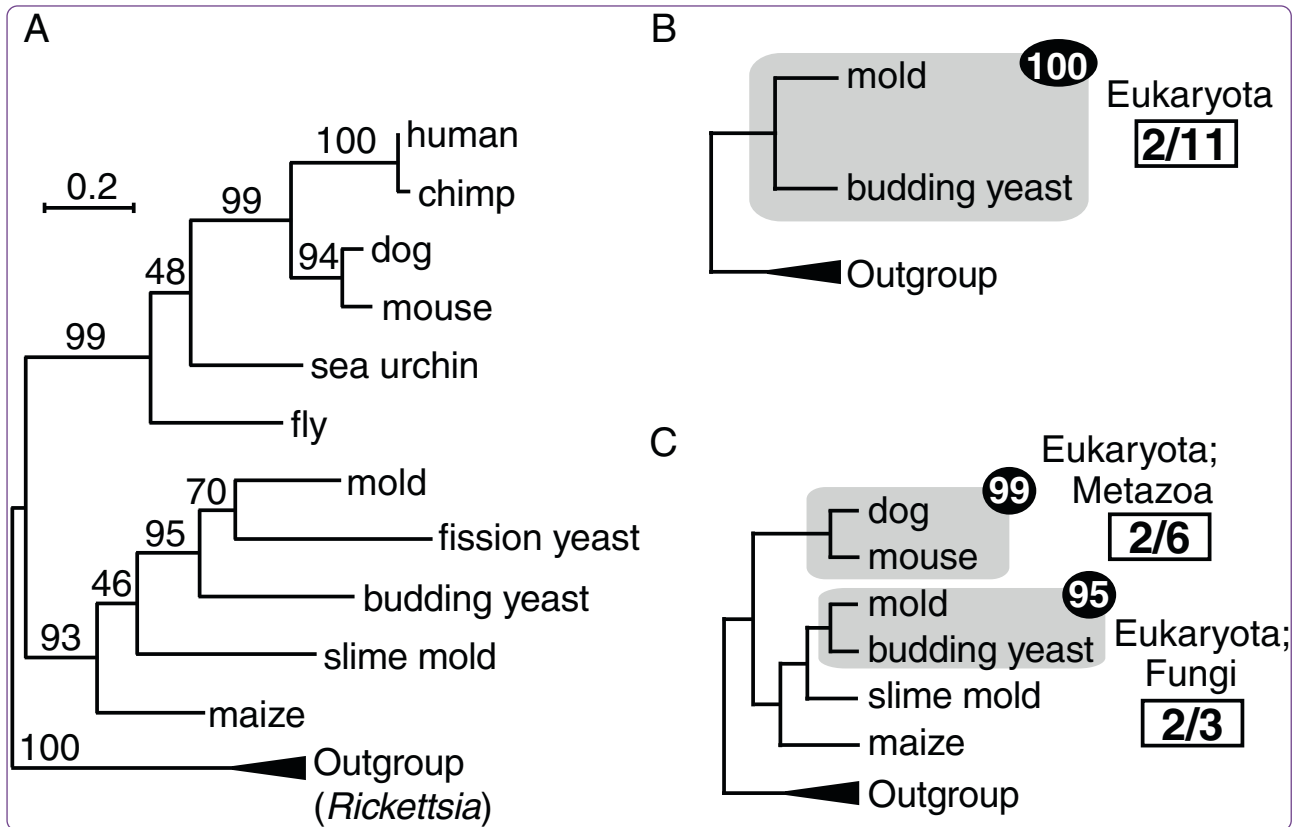 A
100
human
chimp
0.2
99
94
dog
mouse
48
99
sea urchin
fly
70
mold
95
fission yeast
46
budding yeast
93
slime mold
maize
100
Outgroup
(Rickettsia)
B
100
mold
budding yeast
Outgroup
Eukaryota
2/11
C
99
dog
mouse
Eukaryota;
Metazoa
2/6
95
mold
budding yeast
Eukaryota;
Fungi
2/3
slime mold
maize
Outgroup